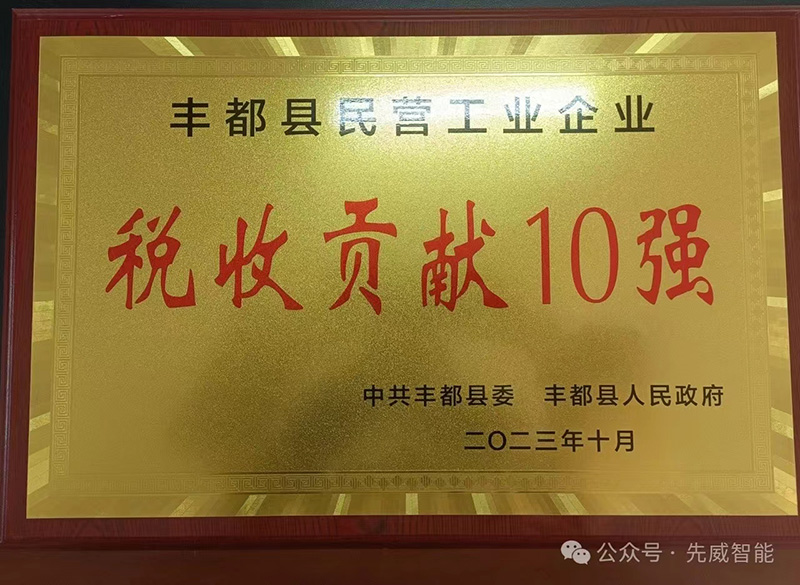 丰都县民营工业企业
税收贡献10强
中共丰都县委 丰都县人民政府
二〇二三年十月
公众号·先威智能